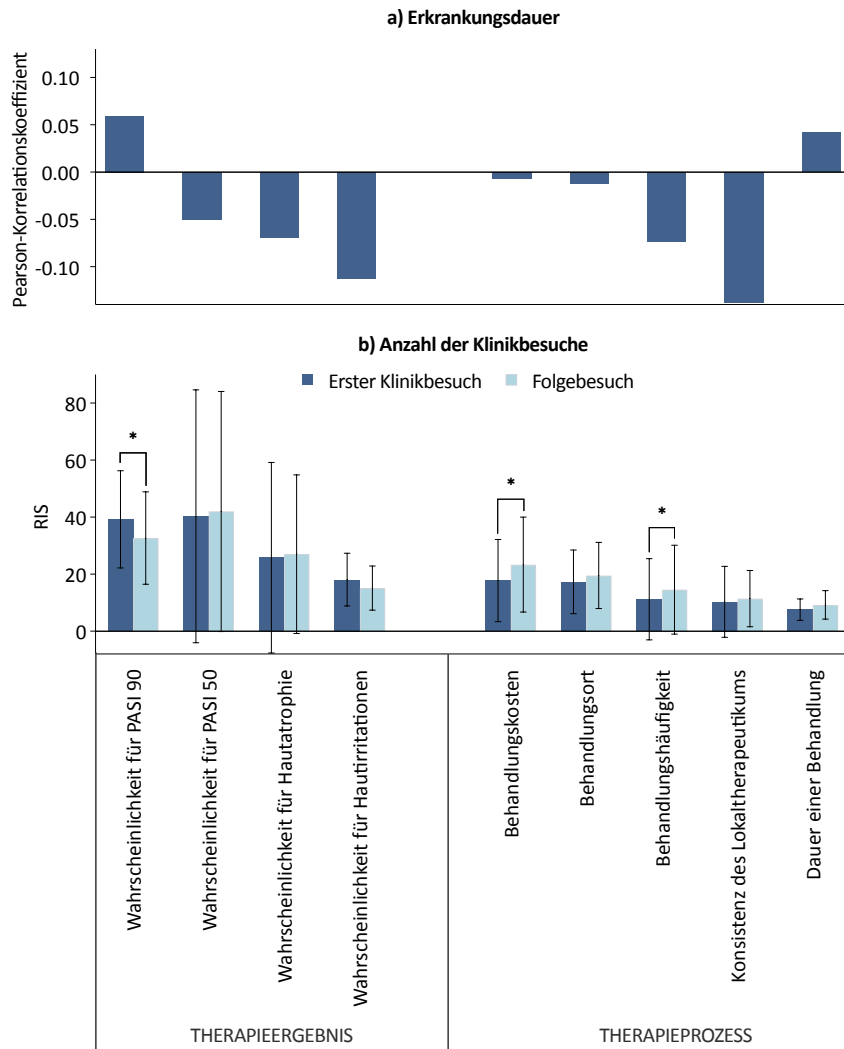 a) Erkrankungsdauer
Pearson-Korrelationskoeffizient
0.10
0.05
0.00
-0.05
-0.10
b) Anzahl der Klinikbesuche
Erster Klinikbesuch
Folgebesuch
RIS
80
60
40
20
0
*
*
*
Wahrscheinlichkeit für PASI 90
Wahrscheinlichkeit für PASI 50
Wahrscheinlichkeit für Hautatrophie
Wahrscheinlichkeit für Hautirritationen
Behandlungskosten
Behandlungsort
Behandlungshäufigkeit
Konsistenz des Lokaltherapeutikums
Dauer einer Behandlung
THERAPIEERGEBNIS
THERAPIEPROZESS